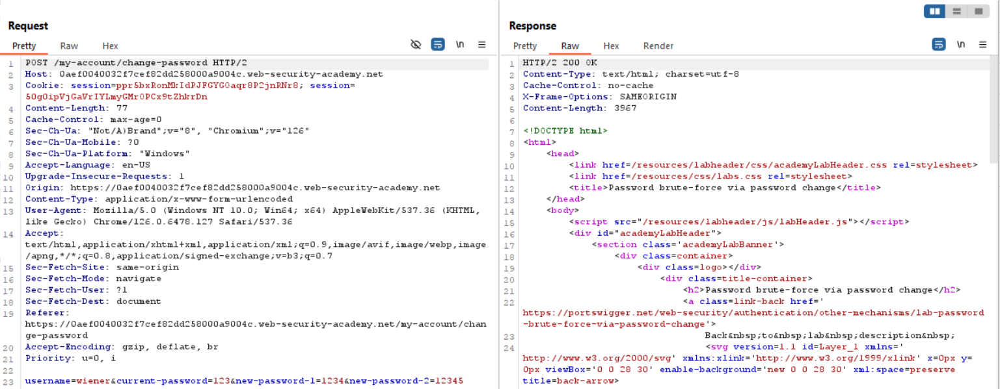 Request
Pretty Raw Hex \n
1 POST /my-account/change-password HTTP/2
2 Host: 0aef0040032f7cef82dd258000a9004c.web-security-academy.net
3 Cookie: session=ppr5bxRonMkIdPJFGYG0aqr8P2jnRNr8; session=
50g0ipVjGaVrIYLmyGMr0PCx9tZhkrDn
4 Content-Length: 77
5 Cache-Control: max-age=0
6 Sec-Ch-Ua: "Not/A)Brand";v="8", "Chromium";v="126"
7 Sec-Ch-Ua-Mobile: ?0
8 Sec-Ch-Ua-Platform: "Windows"
9 Accept-Language: en-US
10 Upgrade-Insecure-Requests: 1
11 Origin: https://0aef0040032f7cef82dd258000a9004c.web-security-academy.net
12 Content-Type: application/x-www-form-urlencoded
13 User-Agent: Mozilla/5.0 (Windows NT 10.0; Win64; x64) AppleWebKit/537.36 (KHTML,
like Gecko) Chrome/126.0.6478.127 Safari/537.36
14 Accept:
text/html,application/xhtml+xml,application/xml;q=0.9,image/avif,image/webp,image
/apng,*/*;q=0.8,application/signed-exchange;v=b3;q=0.7
15 Sec-Fetch-Site: same-origin
16 Sec-Fetch-Mode: navigate
17 Sec-Fetch-User: ?1
18 Sec-Fetch-Dest: document
19 Referer:
https://0aef0040032f7cef82dd258000a9004c.web-security-academy.net/my-account/chan
ge-password
20 Accept-Encoding: gzip, deflate, br
21 Priority: u=0, i
22
23 username=wiener&current-password=123&new-password-1=1234&new-password-2=12345
Response
Pretty Raw Hex Render \n
1 HTTP/2 200 OK
2 Content-Type: text/html; charset=utf-8
3 Cache-Control: no-cache
4 X-Frame-Options: SAMEORIGIN
5 Content-Length: 3967
6
7 <!DOCTYPE html>
8 <html>
9 <head>
10 <link href=/resources/labheader/css/academyLabHeader.css rel=stylesheet>
11 <link href=/resources/css/labs.css rel=stylesheet>
12 <title>Password brute-force via password change</title>
13 </head>
14 <body>
15 <script src="/resources/labheader/js/labHeader.js"></script>
16 <div id="academyLabHeader">
17 <section class='academyLabBanner'>
18 <div class=container>
19 <div class=logo></div>
20 <div class=title-container>
21 <h2>Password brute-force via password change</h2>
22 <a class=link-back href='
https://portswigger.net/web-security/authentication/other-mechanisms/lab-password
-brute-force-via-password-change'>
23 Back&nbsp;to&nbsp;lab&nbsp;description&nbsp;
24 <svg version=1.1 id=Layer_1 xmlns='
http://www.w3.org/2000/svg' xmlns:xlink='http://www.w3.org/1999/xlink' x=0px y=
0px viewBox='0 0 28 30' enable-background='new 0 0 28 30' xml:space=preserve
title=back-arrow>